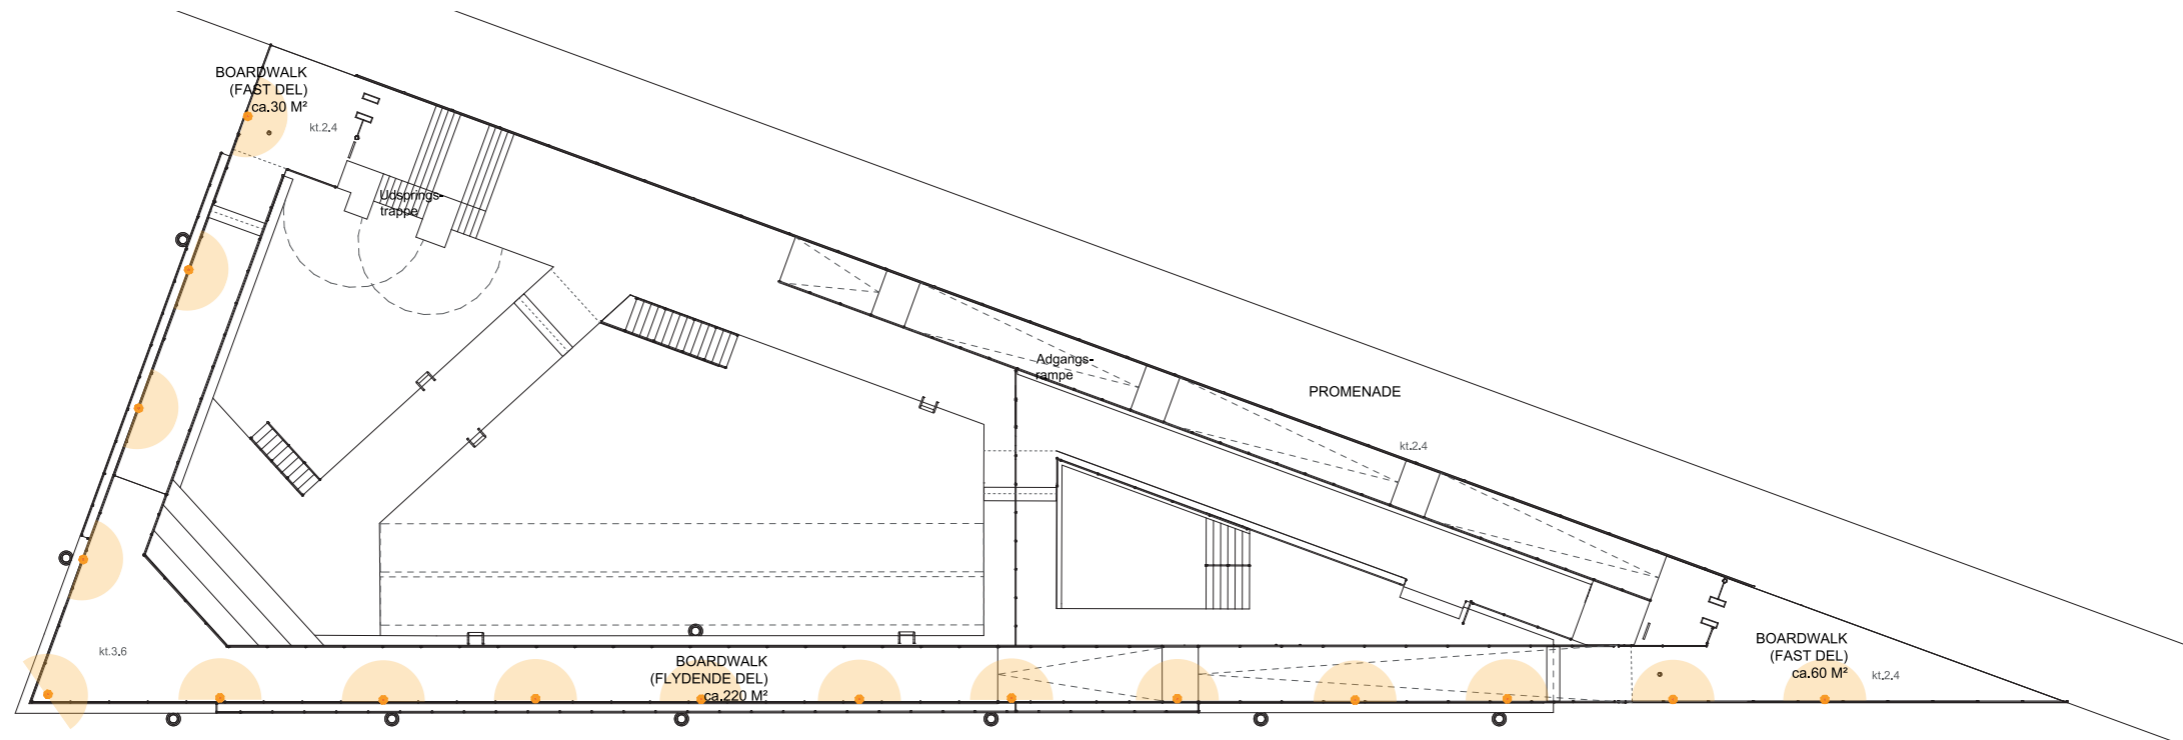 BOARDWALK
(FAST DEL)
ca.30 M²
kt.2.4
Udsprings-
trappe
Adgangs-
rampe
PROMENADE
kt.2.4
kt.3.6
BOARDWALK
(FLYDENDE DEL)
ca.220 M²
BOARDWALK
(FAST DEL)
ca.60 M²
kt.2.4